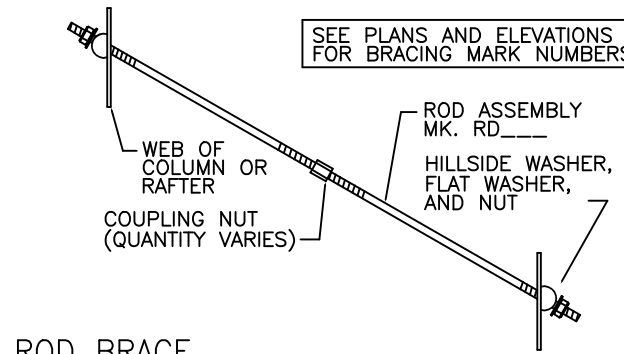 SEE PLANS AND ELEVATIONS
FOR BRACING MARK NUMBERS
ROD ASSEMBLY
MK. RD___
WEB OF
COLUMN OR
RAFTER
HILLSIDE WASHER,
FLAT WASHER,
AND NUT
COUPLING NUT
(QUANTITY VARIES)
ROD BRACE